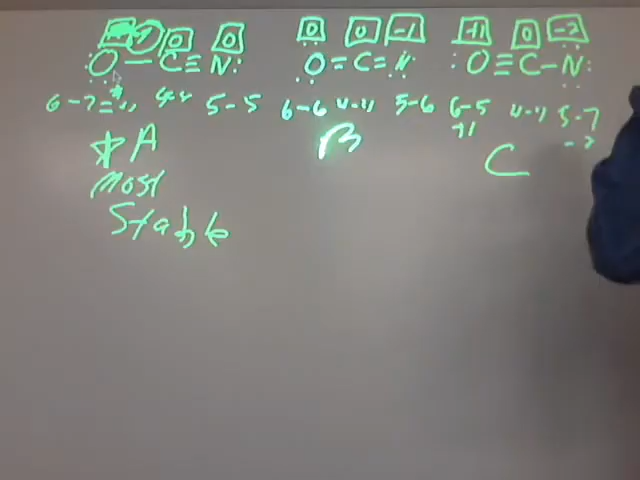 -1 0 0 0 0 -1 +1 0 -2
:O — C ≡ N: O = C = N :O ≡ C — N:
6 - 7 = 4-4 5 - 5 6 - 6 4 - 4 5 - 6 6 - 5 4 - 4 5 - 7
+1 - 2
* A B C
Most
Stable